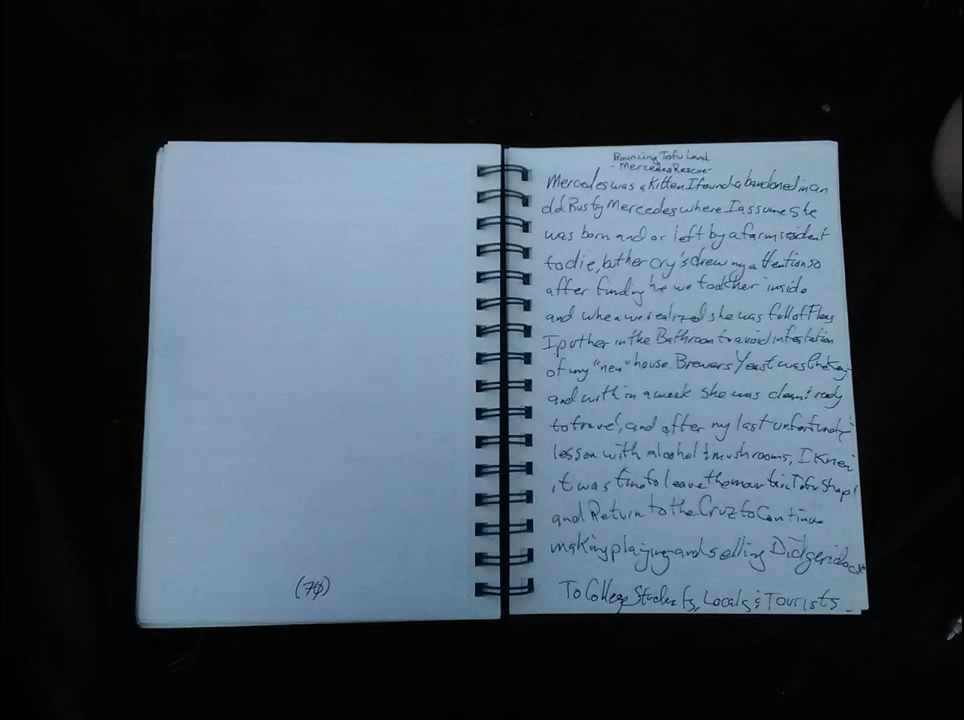 (70)
Bouncing Tofu Land
- Mercedes Rescue -
Mercedes was a Kitten I found abandoned in an
old Rusty Mercedes where I assume she
was born and or left by a farm resident
to die, but her cry's drew my attention so
after funding he we took her inside
and when we realized she was full of Fleas
I put her in the Bathroom to avoid infestation
of my "new" house. Brewers Yeast was the key
and with in a week she was clean & ready
to travel, and after my last unfortunate
lesson with alcohol & mushrooms, I knew
it was time to leave the mountain Tofu Shop!
and Return to the Cruz to Continue
making playing and selling Didgeridoos
To College Students, Locals & Tourists.